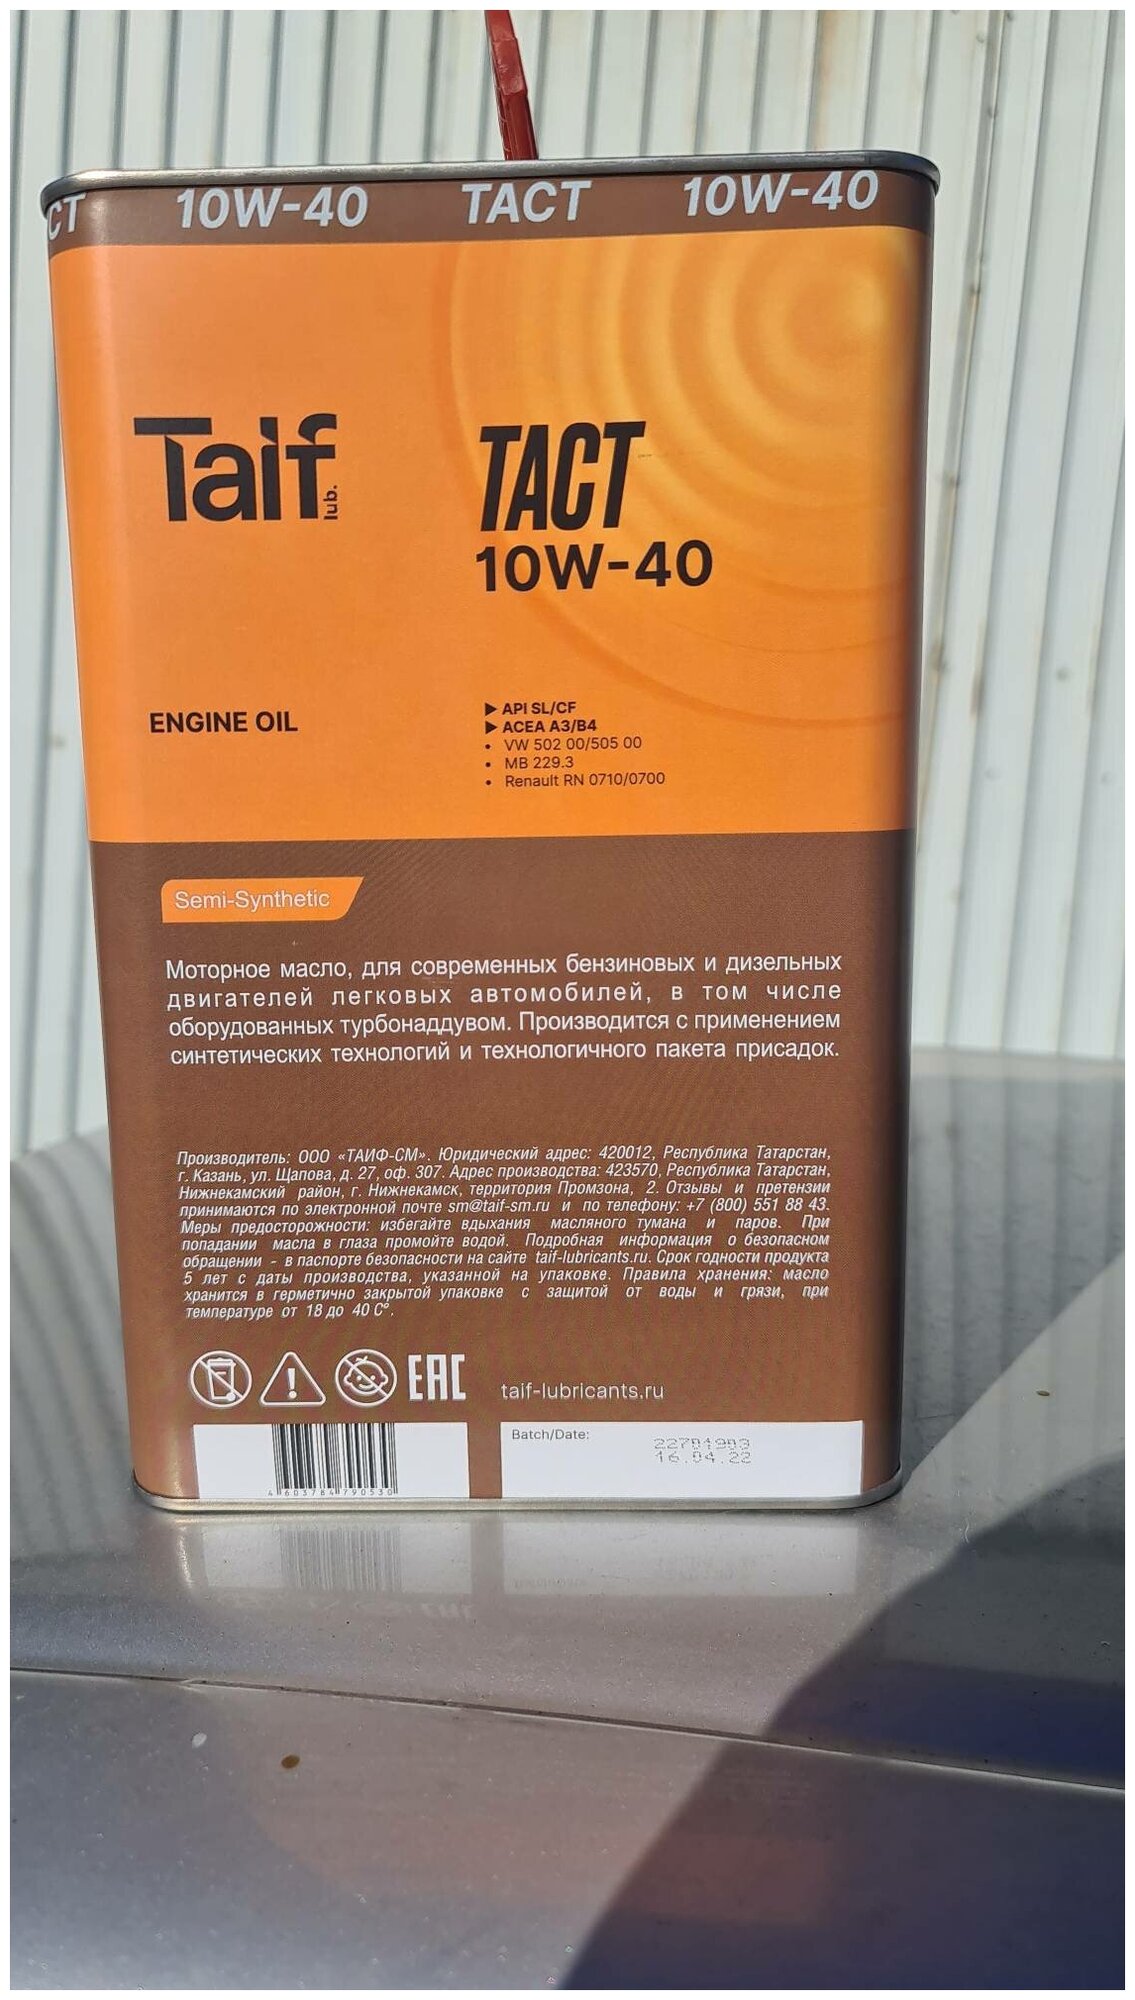 CT 10W-40 TACT 10W-40
Taif
lub.
TACT
10W-40
ENGINE OIL
▶ API SL/CF
▶ ACEA A3/B4
• VW 502 00/505 00
• MB 229.3
• Renault RN 0710/0700
Semi-Synthetic
Моторное масло, для современных бензиновых и дизельных
двигателей легковых автомобилей, в том числе
оборудованных турбонаддувом. Производится с применением
синтетических технологий и технологичного пакета присадок.
Производитель: ООО «ТАИФ-СМ». Юридический адрес: 420012, Республика Татарстан,
г. Казань, ул. Щапова, д. 27, оф. 307. Адрес производства: 423570, Республика Татарстан,
Нижнекамский район, г. Нижнекамск, территория Промзона, 2. Отзывы и претензии
принимаются по электронной почте sm@taif-sm.ru и по телефону: +7 (800) 551 88 43.
Меры предосторожности: избегайте вдыхания масляного тумана и паров. При
попадании масла в глаза промойте водой. Подробная информация о безопасном
обращении - в паспорте безопасности на сайте taif-lubricants.ru. Срок годности продукта
5 лет с даты производства, указанной на упаковке. Правила хранения: масло
хранится в герметично закрытой упаковке с защитой от воды и грязи, при
температуре от 18 до 40 С°.
EAC
taif-lubricants.ru
Batch/Date:
22701903
16.04.22
4603784790530